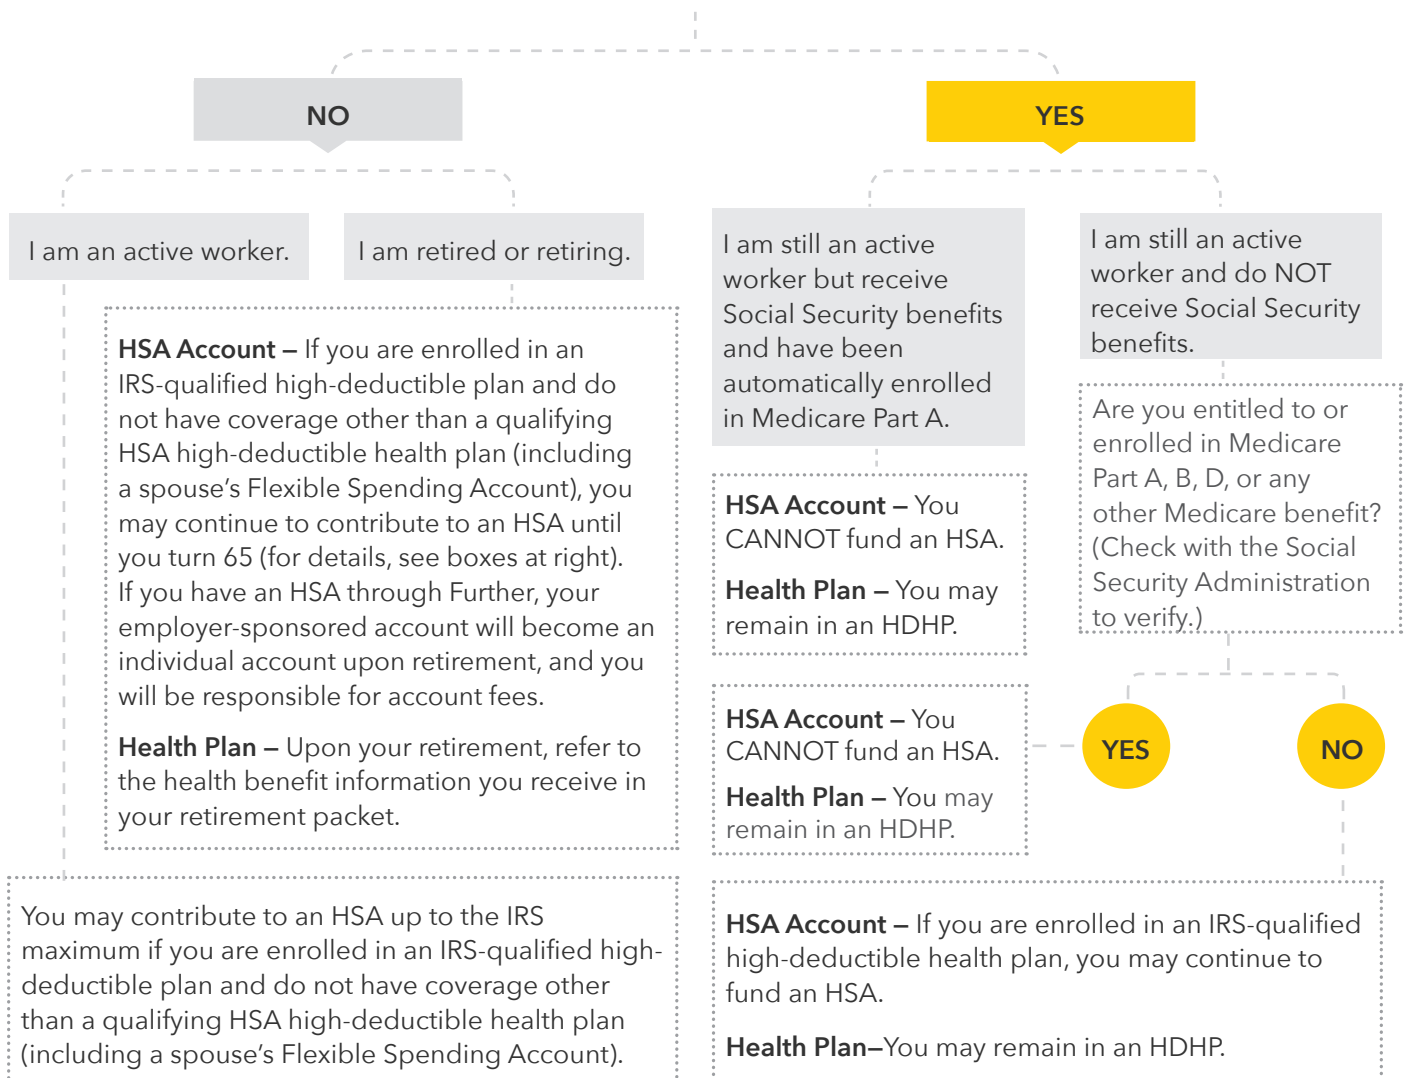 NO
YES
I am an active worker.
I am retired or retiring.
HSA Account – If you are enrolled in an
IRS-qualified high-deductible plan and do
not have coverage other than a qualifying
HSA high-deductible health plan (including
a spouse’s Flexible Spending Account), you
may continue to contribute to an HSA until
you turn 65 (for details, see boxes at right).
If you have an HSA through Further, your
employer-sponsored account will become an
individual account upon retirement, and you
will be responsible for account fees.
Health Plan – Upon your retirement, refer to
the health benefit information you receive in
your retirement packet.
You may contribute to an HSA up to the IRS
maximum if you are enrolled in an IRS-qualified high-
deductible plan and do not have coverage other
than a qualifying HSA high-deductible health plan
(including a spouse’s Flexible Spending Account).
I am still an active
worker but receive
Social Security benefits
and have been
automatically enrolled
in Medicare Part A.
HSA Account – You
CANNOT fund an HSA.
Health Plan – You may
remain in an HDHP.
I am still an active
worker and do NOT
receive Social Security
benefits.
Are you entitled to or
enrolled in Medicare
Part A, B, D, or any
other Medicare benefit?
(Check with the Social
Security Administration
to verify.)
YES
NO
HSA Account – You
CANNOT fund an HSA.
Health Plan – You may
remain in an HDHP.
HSA Account – If you are enrolled in an IRS-qualified
high-deductible health plan, you may continue to
fund an HSA.
Health Plan–You may remain in an HDHP.